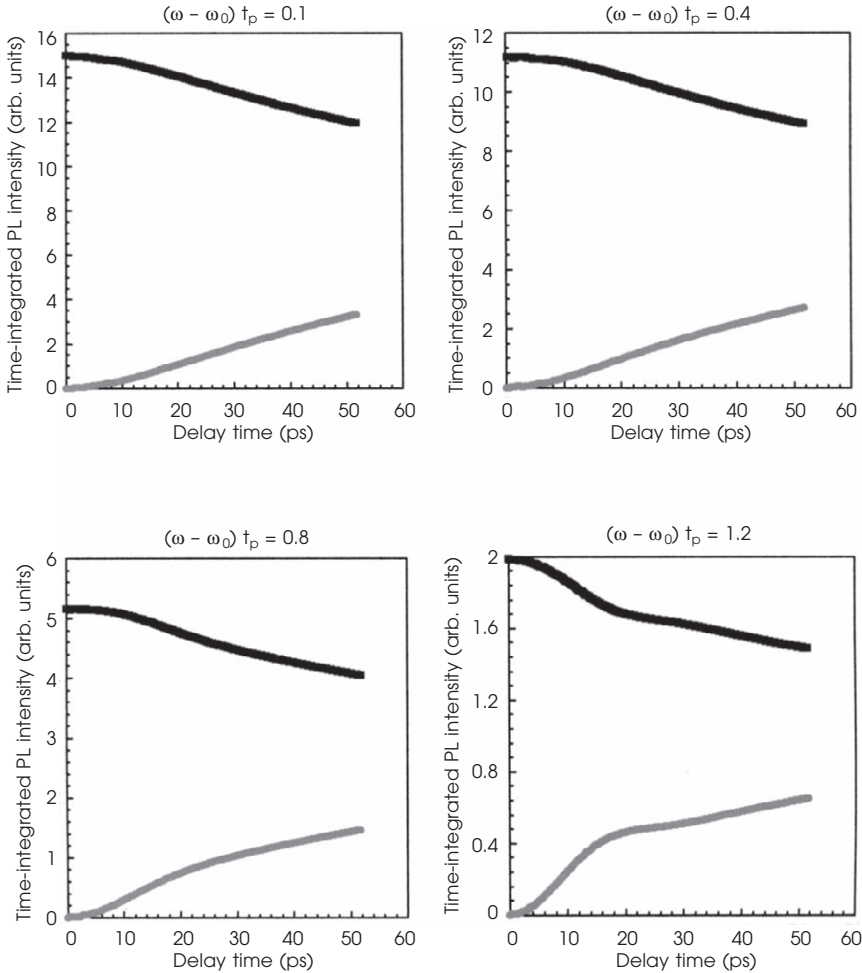 (ω – ω₀) tₚ = 0.1
Time-integrated PL intensity (arb. units)
16
14
12
10
8
6
4
2
0
0 10 20 30 40 50 60
Delay time (ps)
(ω – ω₀) tₚ = 0.4
Time-integrated PL intensity (arb. units)
12
10
8
6
4
2
0
0 10 20 30 40 50 60
Delay time (ps)
(ω – ω₀) tₚ = 0.8
Time-integrated PL intensity (arb. units)
6
5
4
3
2
1
0
0 10 20 30 40 50 60
Delay time (ps)
(ω – ω₀) tₚ = 1.2
Time-integrated PL intensity (arb. units)
2
1.6
1.2
0.8
0.4
0
0 10 20 30 40 50 60
Delay time (ps)